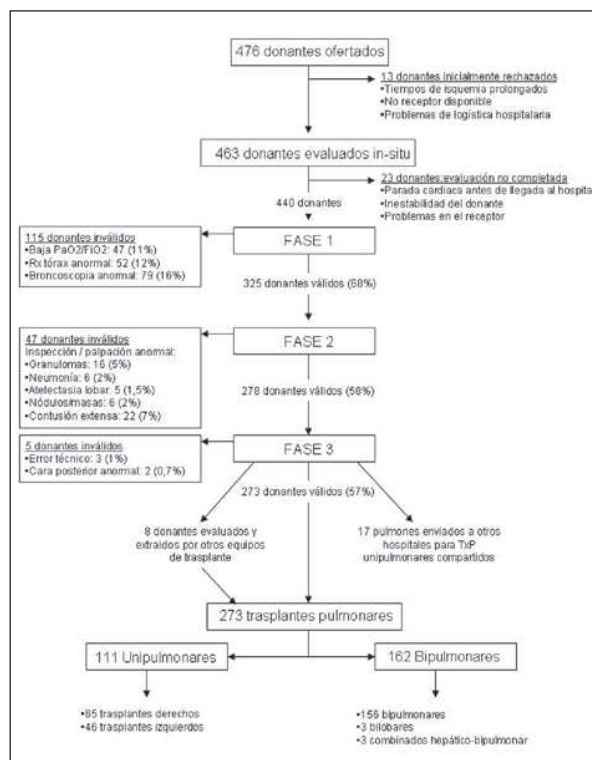 476 donantes ofertados
13 donantes inicialmente rechazados
•Tiempos de isquemia prolongados
•No receptor disponible
•Problemas de logística hospitalaria
463 donantes evaluados in-situ
23 donantes:evaluación no completada
•Parada cardiaca antes de llegada al hospita
•Inestabilidad del donante
•Problemas en el receptor
440 donantes
115 donantes inválidos
•Baja PaO2/FiO2: 47 (11%)
•Rx tórax anormal: 52 (12%)
•Broncoscopia anormal: 79 (16%)
FASE 1
325 donantes válidos (68%)
47 donantes inválidos
Inspección / palpación anormal:
•Granulomas: 16 (5%)
•Neumonía: 6 (2%)
•Atelectasia lobar: 5 (1,5%)
•Nódulos/masas: 6 (2%)
•Contusión extensa: 22 (7%)
FASE 2
278 donantes válidos (58%)
5 donantes inválidos
•Error técnico: 3 (1%)
•Cara posterior anormal: 2 (0,7%)
FASE 3
273 donantes válidos (57%)
8 donantes evaluados y
extraidos por otros equipos
de trasplante
17 pulmones enviados a otros
hospitales para TxP
unipulmonares compartidos
273 trasplantes pulmonares
111 Unipulmonares
162 Bipulmonares
•65 trasplantes derechos
•46 trasplantes izquierdos
•156 bipulmonares
•3 bilobares
•3 combinados hepático-bipulmonar